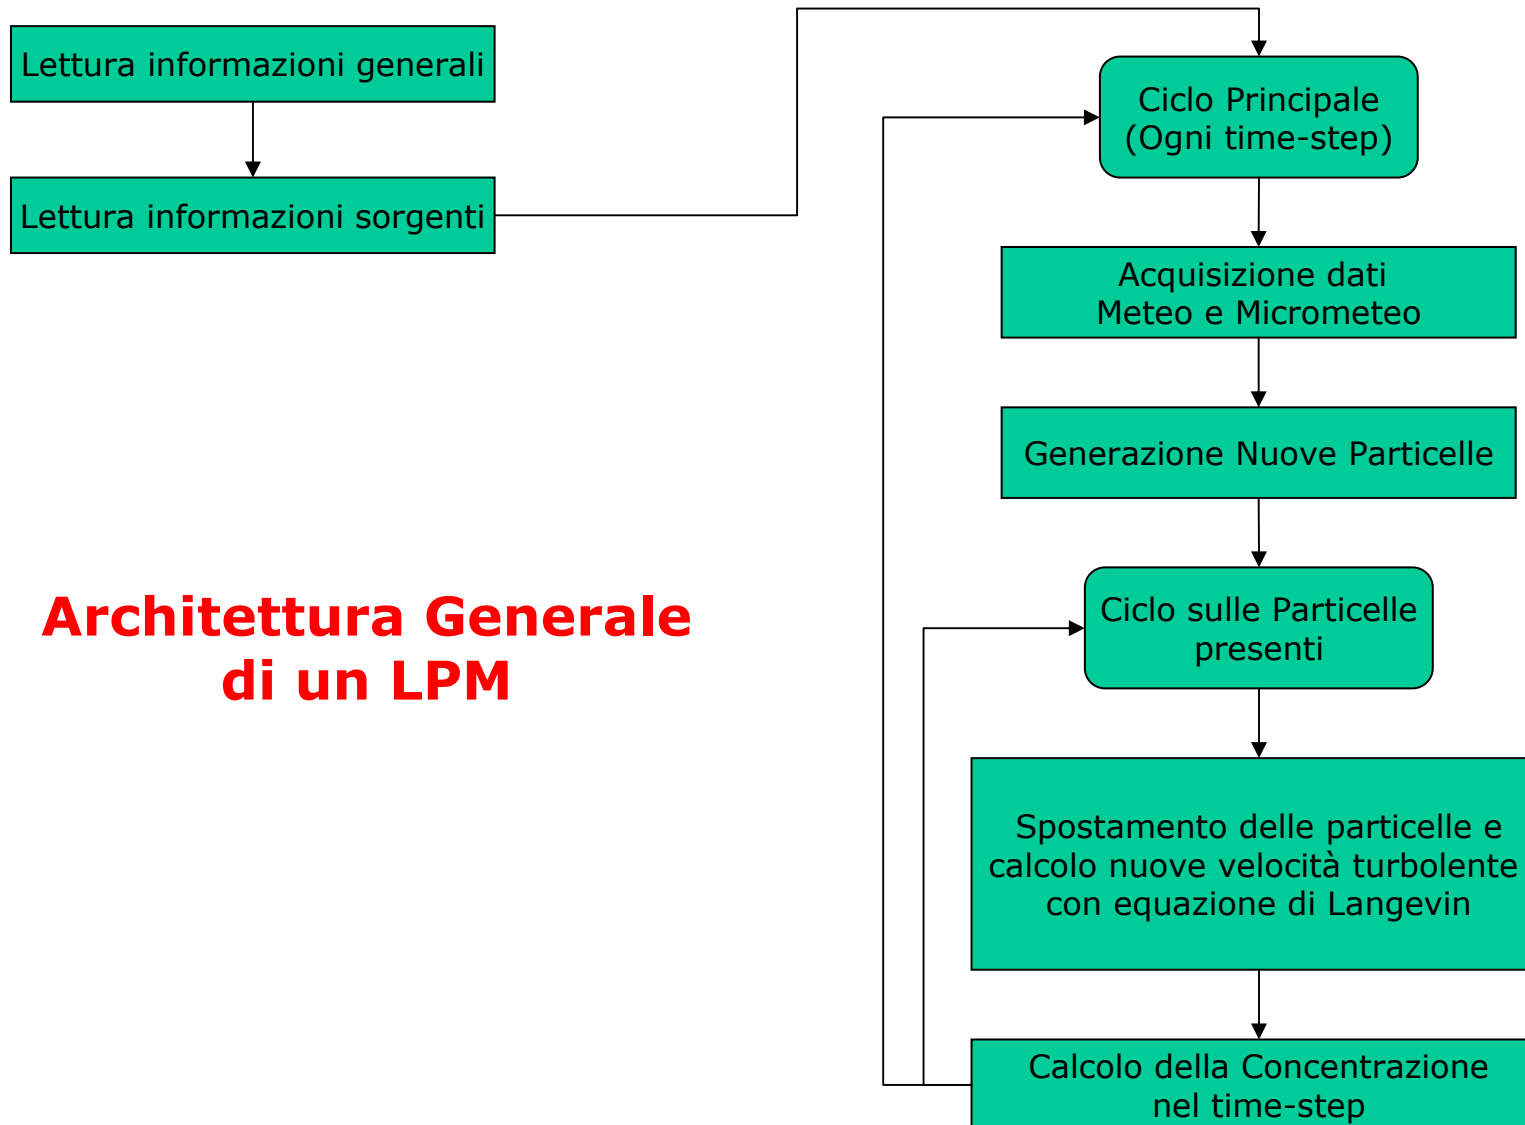 Lettura informazioni generali
Lettura informazioni sorgenti
Ciclo Principale
(Ogni time-step)
Acquisizione dati
Meteo e Micrometeo
Generazione Nuove Particelle
Ciclo sulle Particelle
presenti
Spostamento delle particelle e
calcolo nuove velocità turbolente
con equazione di Langevin
Calcolo della Concentrazione
nel time-step
Architettura Generale
di un LPM